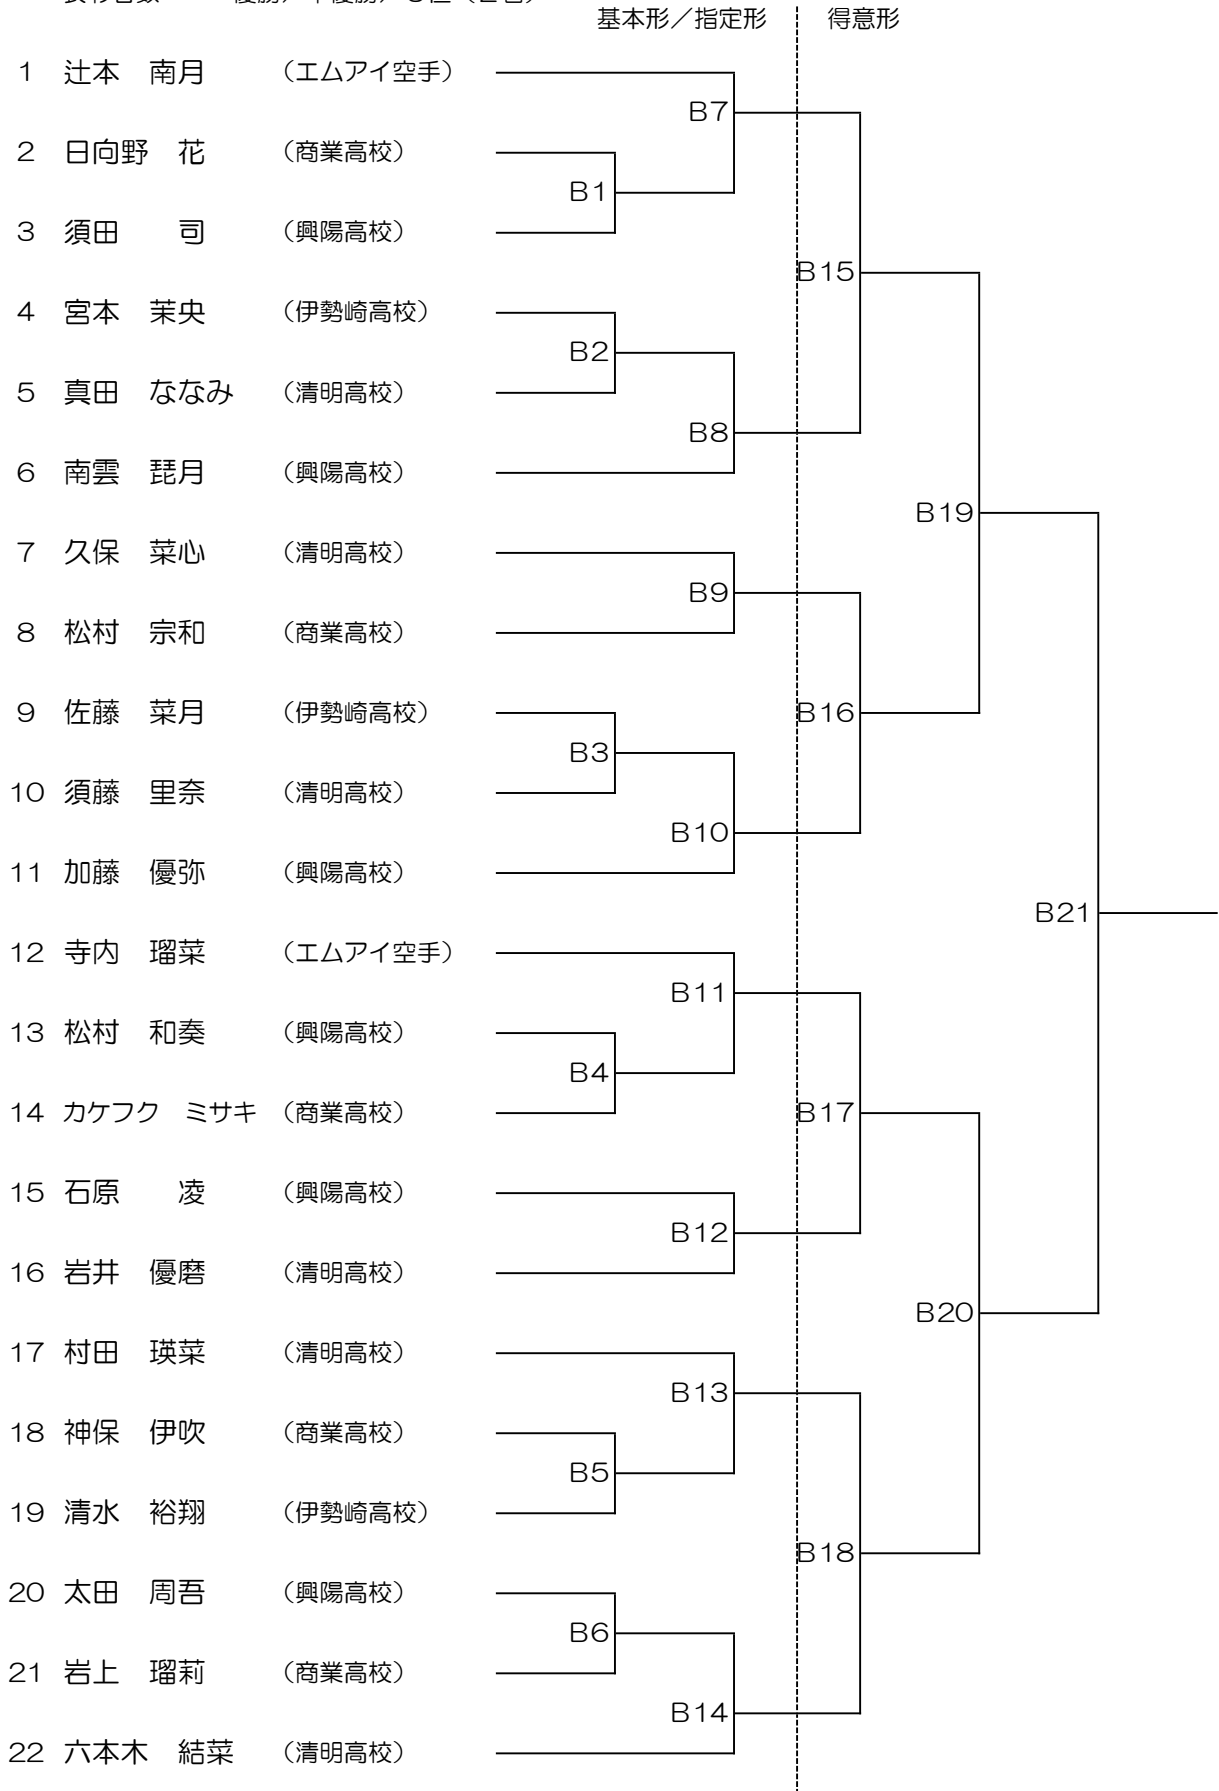 基本形／指定形　得意形
1 辻本　南月 （エムアイ空手）
B7
2 日向野　花 （商業高校）
B1
3 須田　　司 （興陽高校）
B15
4 宮本　茉央 （伊勢崎高校）
B2
5 真田　ななみ （清明高校）
B8
6 南雲　琵月 （興陽高校）
B19
7 久保　菜心 （清明高校）
B9
8 松村　宗和 （商業高校）
9 佐藤　菜月 （伊勢崎高校）
B16
B3
10 須藤　里奈 （清明高校）
B10
11 加藤　優弥 （興陽高校）
B21
12 寺内　瑠菜 （エムアイ空手）
B11
13 松村　和奏 （興陽高校）
B4
14 カケフク　ミサキ （商業高校）
B17
15 石原　　凌 （興陽高校）
B12
16 岩井　優磨 （清明高校）
B20
17 村田　瑛菜 （清明高校）
B13
18 神保　伊吹 （商業高校）
B5
19 清水　裕翔 （伊勢崎高校）
B18
20 太田　周吾 （興陽高校）
B6
21 岩上　瑠莉 （商業高校）
B14
22 六本木　結菜 （清明高校）